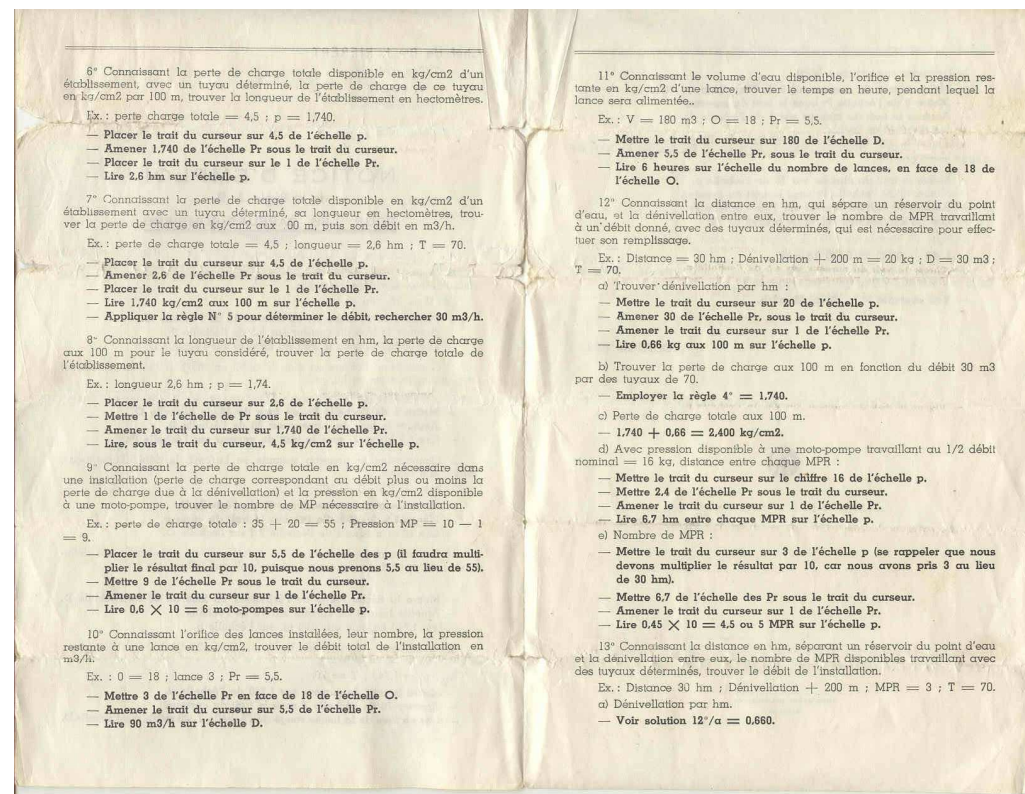 6° Connaissant la perte de charge totale disponible en kg/cm2 d'un
établissement, avec un tuyau déterminé, la perte de charge de ce tuyau
en kg/cm2 par 100 m, trouver la longueur de l'établissement en hectomètres.
Ex. : perte charge totale = 4,5 ; p = 1,740.
— Placer le trait du curseur sur 4,5 de l'échelle p.
— Amener 1,740 de l'échelle Pr sous le trait du curseur.
— Placer le trait du curseur sur le 1 de l'échelle Pr.
— Lire 2,6 hm sur l'échelle p.
7° Connaissant la perte de charge totale disponible en kg/cm2 d'un
établissement avec un tuyau déterminé, sa longueur en hectomètres, trou-
ver la perte de charge en kg/cm2 aux 00 m, puis son débit en m3/h.
Ex. : perte de charge totale = 4,5 ; longueur = 2,6 hm ; T = 70.
— Placer le trait du curseur sur 4,5 de l'échelle p.
— Amener 2,6 de l'échelle Pr sous le trait du curseur.
— Placer le trait du curseur sur le 1 de l'échelle Pr.
— Lire 1,740 kg/cm2 aux 100 m sur l'échelle p.
— Appliquer la règle N° 5 pour déterminer le débit, rechercher 30 m3/h.
8° Connaissant la longueur de l'établissement en hm, la perte de charge
aux 100 m pour le tuyau considéré, trouver la perte de charge totale de
l'établissement.
Ex. : longueur 2,6 hm ; p = 1,74.
— Placer le trait du curseur sur 2,6 de l'échelle p.
— Mettre 1 de l'échelle de Pr sous le trait du curseur.
— Amener le trait du curseur sur 1,740 de l'échelle Pr.
— Lire, sous le trait du curseur, 4,5 kg/cm2 sur l'échelle p.
9° Connaissant la perte de charge totale en kg/cm2 nécessaire dans
une installation (perte de charge correspondant au débit plus ou moins la
perte de charge due à la dénivellation) et la pression en kg/cm2 disponible
à une moto-pompe, trouver le nombre de MP nécessaire à l'installation.
Ex. : perte de charge totale : 35 + 20 = 55 ; Pression MP = 10 — 1
= 9.
— Placer le trait du curseur sur 5,5 de l'échelle des p (il faudra multi-
plier le résultat final par 10, puisque nous prenons 5,5 au lieu de 55).
— Mettre 9 de l'échelle Pr sous le trait du curseur.
— Amener le trait du curseur sur 1 de l'échelle Pr.
— Lire 0,6 × 10 = 6 moto-pompes sur l'échelle p.
10° Connaissant l'orifice des lances installées, leur nombre, la pression
restante à une lance en kg/cm2, trouver le débit total de l'installation en
m3/h.
Ex. : 0 = 18 ; lance 3 ; Pr = 5,5.
— Mettre 3 de l'échelle Pr en face de 18 de l'échelle O.
— Amener le trait du curseur sur 5,5 de l'échelle Pr.
— Lire 90 m3/h sur l'échelle D.
11° Connaissant le volume d'eau disponible, l'orifice et la pression res-
tante en kg/cm2 d'une lance, trouver le temps en heure, pendant lequel la
lance sera alimentée..
Ex. : V = 180 m3 ; O = 18 ; Pr = 5,5.
— Mettre le trait du curseur sur 180 de l'échelle D.
— Amener 5,5 de l'échelle Pr, sous le trait du curseur.
— Lire 6 heures sur l'échelle du nombre de lances, en face de 18 de
l'échelle O.
12° Connaissant la distance en hm, qui sépare un réservoir du point
d'eau, et la dénivellation entre eux, trouver le nombre de MPR travaillant
à un débit donné, avec des tuyaux déterminés, qui est nécessaire pour effec-
tuer son remplissage.
Ex. : Distance = 30 hm ; Dénivellation + 200 m = 20 kg ; D = 30 m3 ;
T = 70.
a) Trouver dénivellation par hm :
— Mettre le trait du curseur sur 20 de l'échelle p.
— Amener 30 de l'échelle Pr, sous le trait du curseur.
— Amener le trait du curseur sur 1 de l'échelle Pr.
— Lire 0,66 kg aux 100 m sur l'échelle p.
b) Trouver la perte de charge aux 100 m en fonction du débit 30 m3
par des tuyaux de 70.
— Employer la règle 4° = 1,740.
c) Perte de charge totale aux 100 m.
— 1,740 + 0,66 = 2,400 kg/cm2.
d) Avec pression disponible à une moto-pompe travaillant au 1/2 débit
nominal = 16 kg, distance entre chaque MPR :
— Mettre le trait du curseur sur le chiffre 16 de l'échelle p.
— Mettre 2,4 de l'échelle Pr sous le trait du curseur.
— Amener le trait du curseur sur 1 de l'échelle Pr.
— Lire 6,7 hm entre chaque MPR sur l'échelle p.
e) Nombre de MPR :
— Mettre le trait du curseur sur 3 de l'échelle p (se rappeler que nous
devons multiplier le résultat par 10, car nous avons pris 3 au lieu
de 30 hm).
— Mettre 6,7 de l'échelle des Pr sous le trait du curseur.
— Amener le trait du curseur sur 1 de l'échelle Pr.
— Lire 0,45 × 10 = 4,5 ou 5 MPR sur l'échelle p.
13° Connaissant la distance en hm, séparant un réservoir du point d'eau
et la dénivellation entre eux, le nombre de MPR disponibles travaillant avec
des tuyaux déterminés, trouver le débit de l'installation.
Ex. : Distance 30 hm ; Dénivellation + 200 m ; MPR = 3 ; T = 70.
a) Dénivellation par hm.
— Voir solution 12°/a = 0,660.